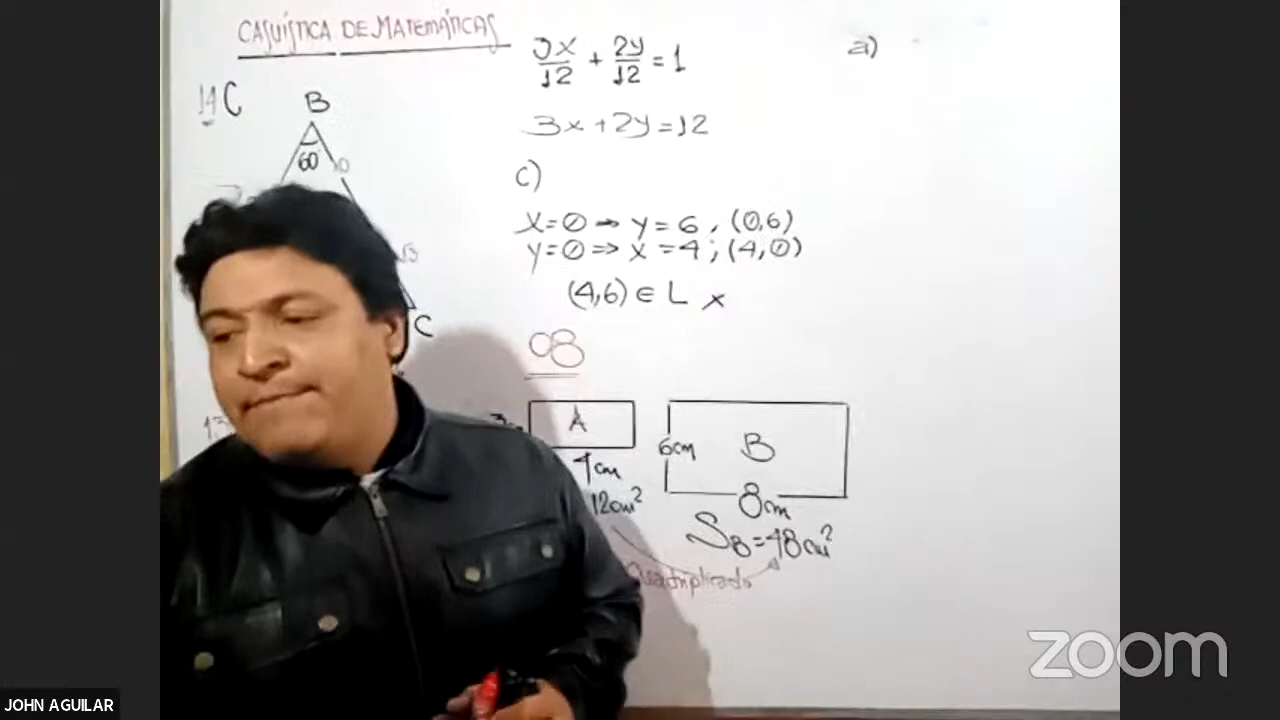 CASUÍSTICA DE MATEMÁTICAS
14 C
B
60°
C
3x/12 + 2y/12 = 1
3x+2y=12
c)
x=0 → y=6, (0,6)
y=0 ⇒ x=4; (4,0)
(4,6) ∈ L x
08
A
4cm
12cm²
6cm
B
8cm
S_B=48cm²
Cuadriplicado
a)
zoom
JOHN AGUILAR